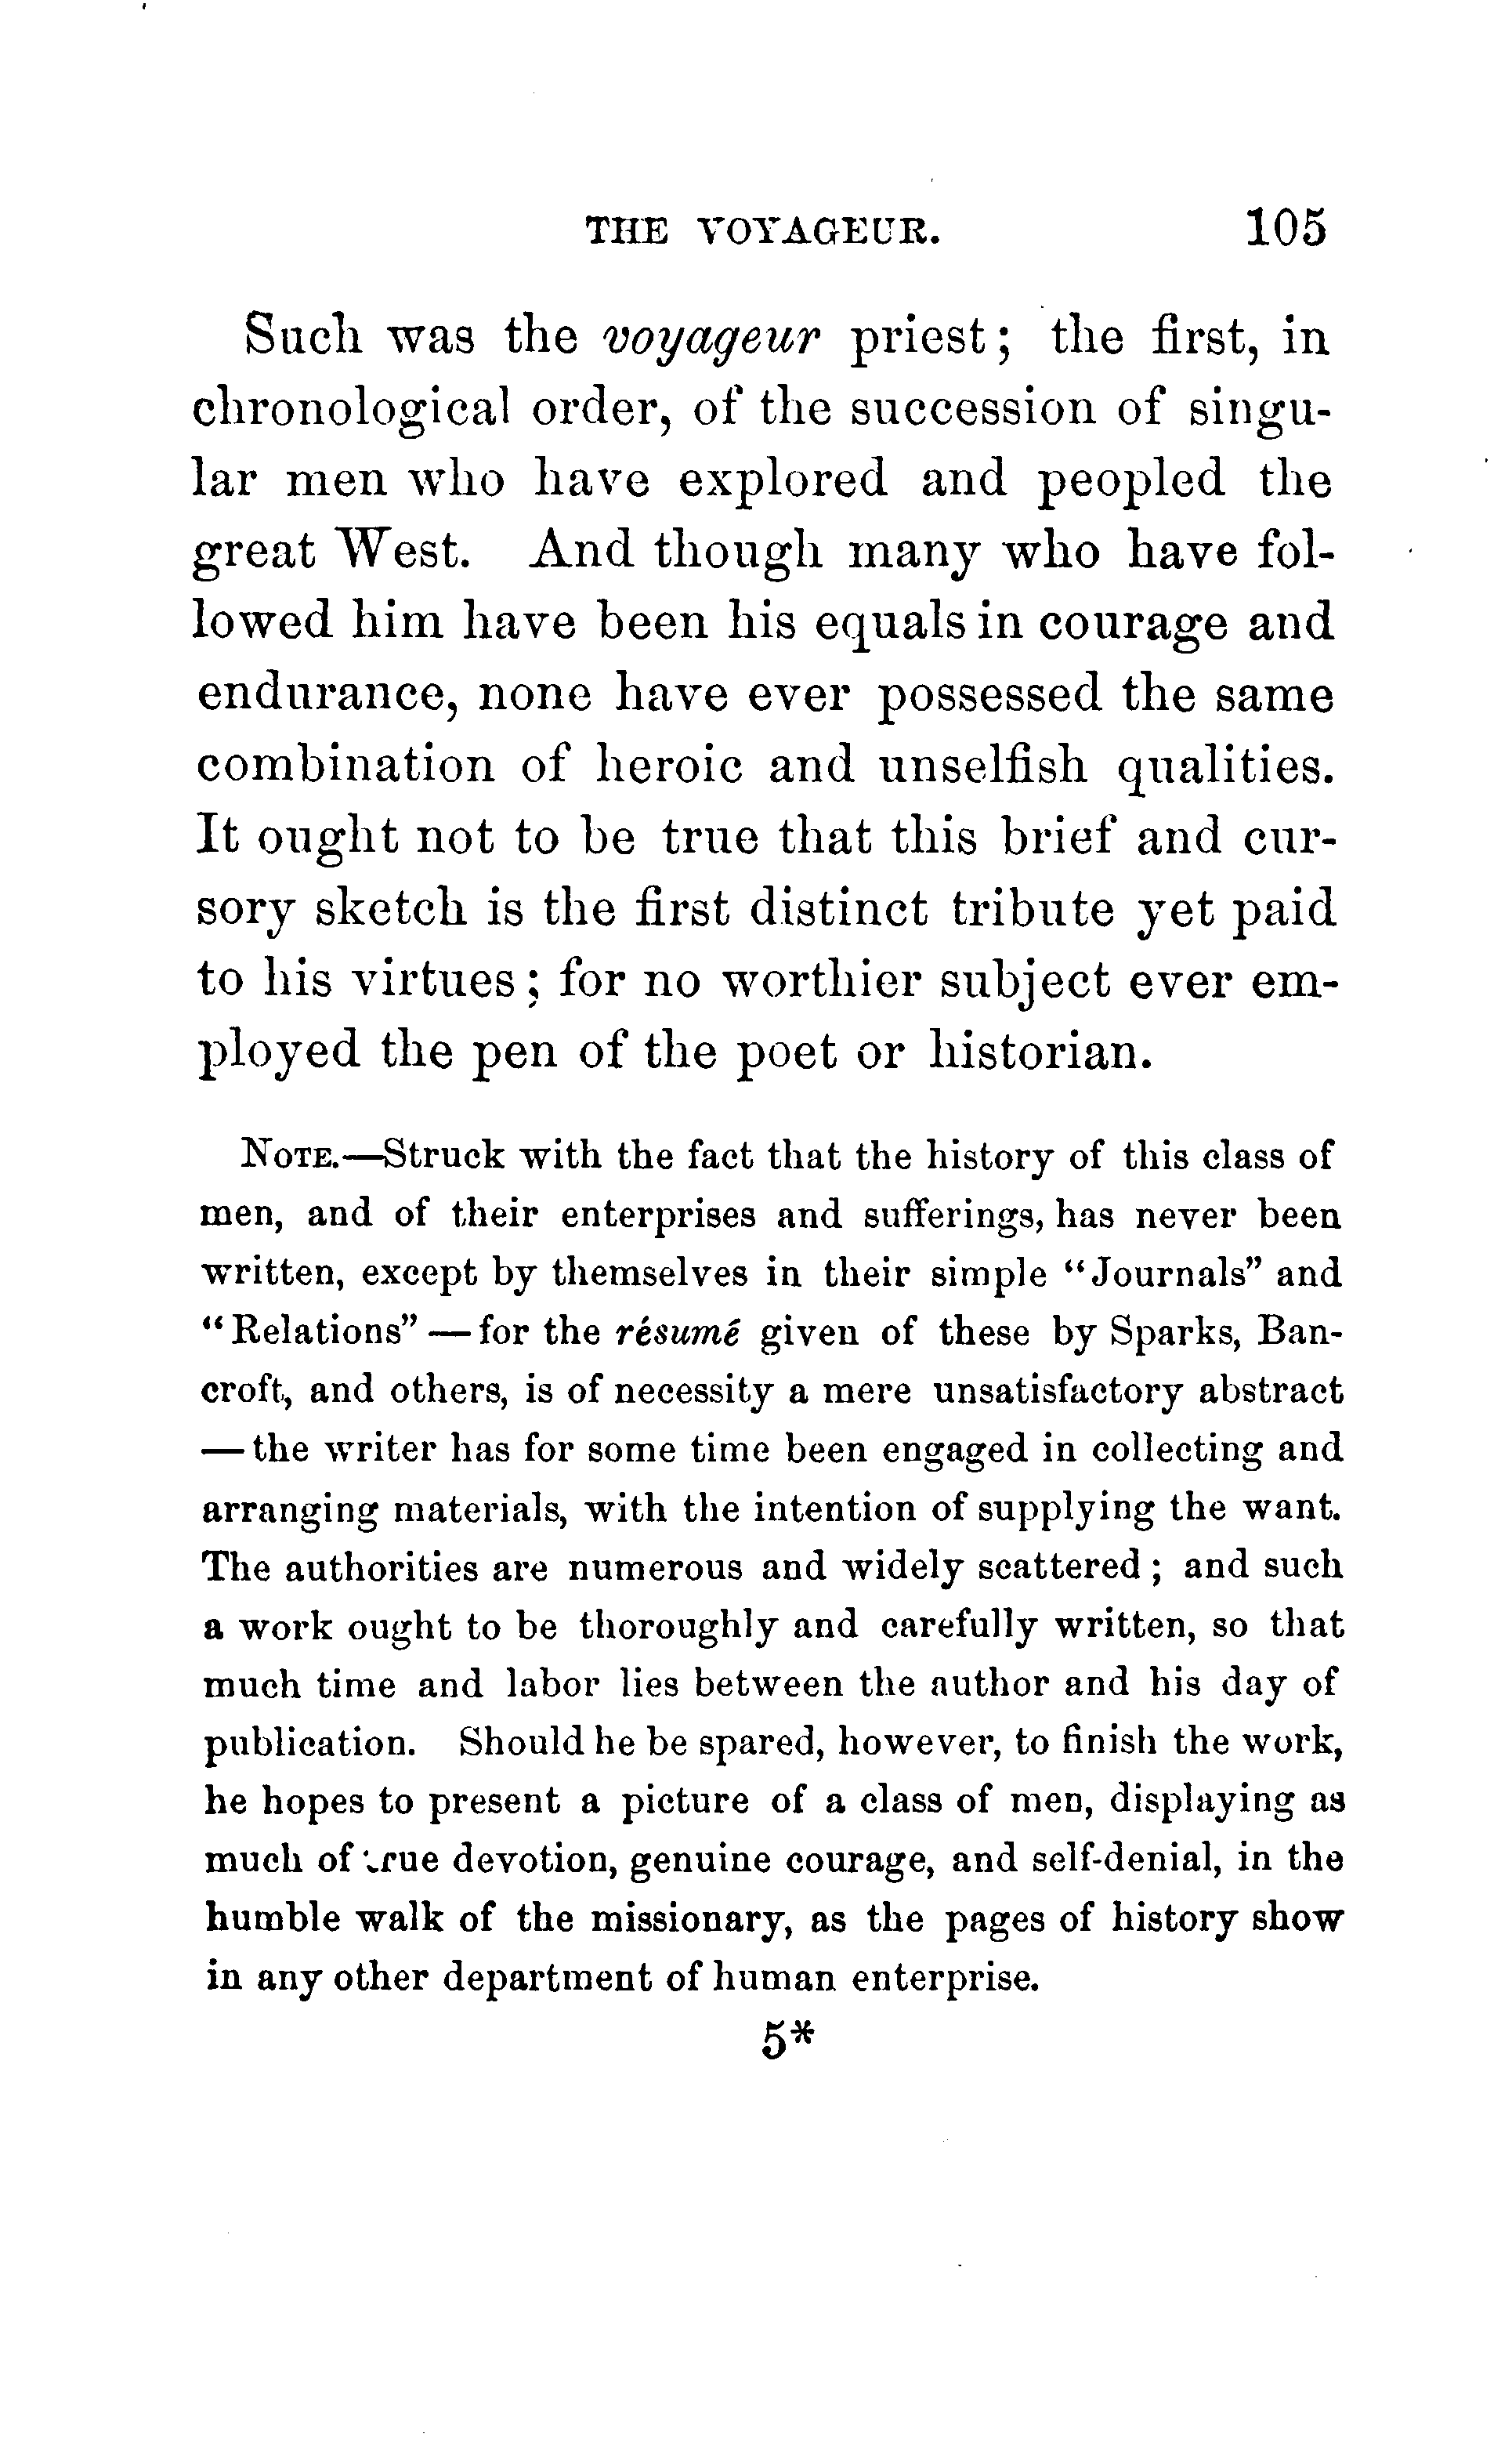 THE VOYAGEUR. 105
Such was the voyageur priest; the first, in
chronological order, of the succession of singu-
lar men who have explored and peopled the
great West. And though many who have fol-
lowed him have been his equals in courage and
endurance, none have ever possessed the same
combination of heroic and unselfish qualities.
It ought not to be true that this brief and cur-
sory sketch is the first distinct tribute yet paid
to his virtues; for no worthier subject ever em-
ployed the pen of the poet or historian.
NOTE.—Struck with the fact that the history of this class of
men, and of their enterprises and sufferings, has never been
written, except by themselves in their simple “Journals” and
“Relations”—for the résumé given of these by Sparks, Ban-
croft, and others, is of necessity a mere unsatisfactory abstract
—the writer has for some time been engaged in collecting and
arranging materials, with the intention of supplying the want.
The authorities are numerous and widely scattered; and such
a work ought to be thoroughly and carefully written, so that
much time and labor lies between the author and his day of
publication. Should he be spared, however, to finish the work,
he hopes to present a picture of a class of men, displaying as
much of true devotion, genuine courage, and self-denial, in the
humble walk of the missionary, as the pages of history show
in any other department of human enterprise.
5*